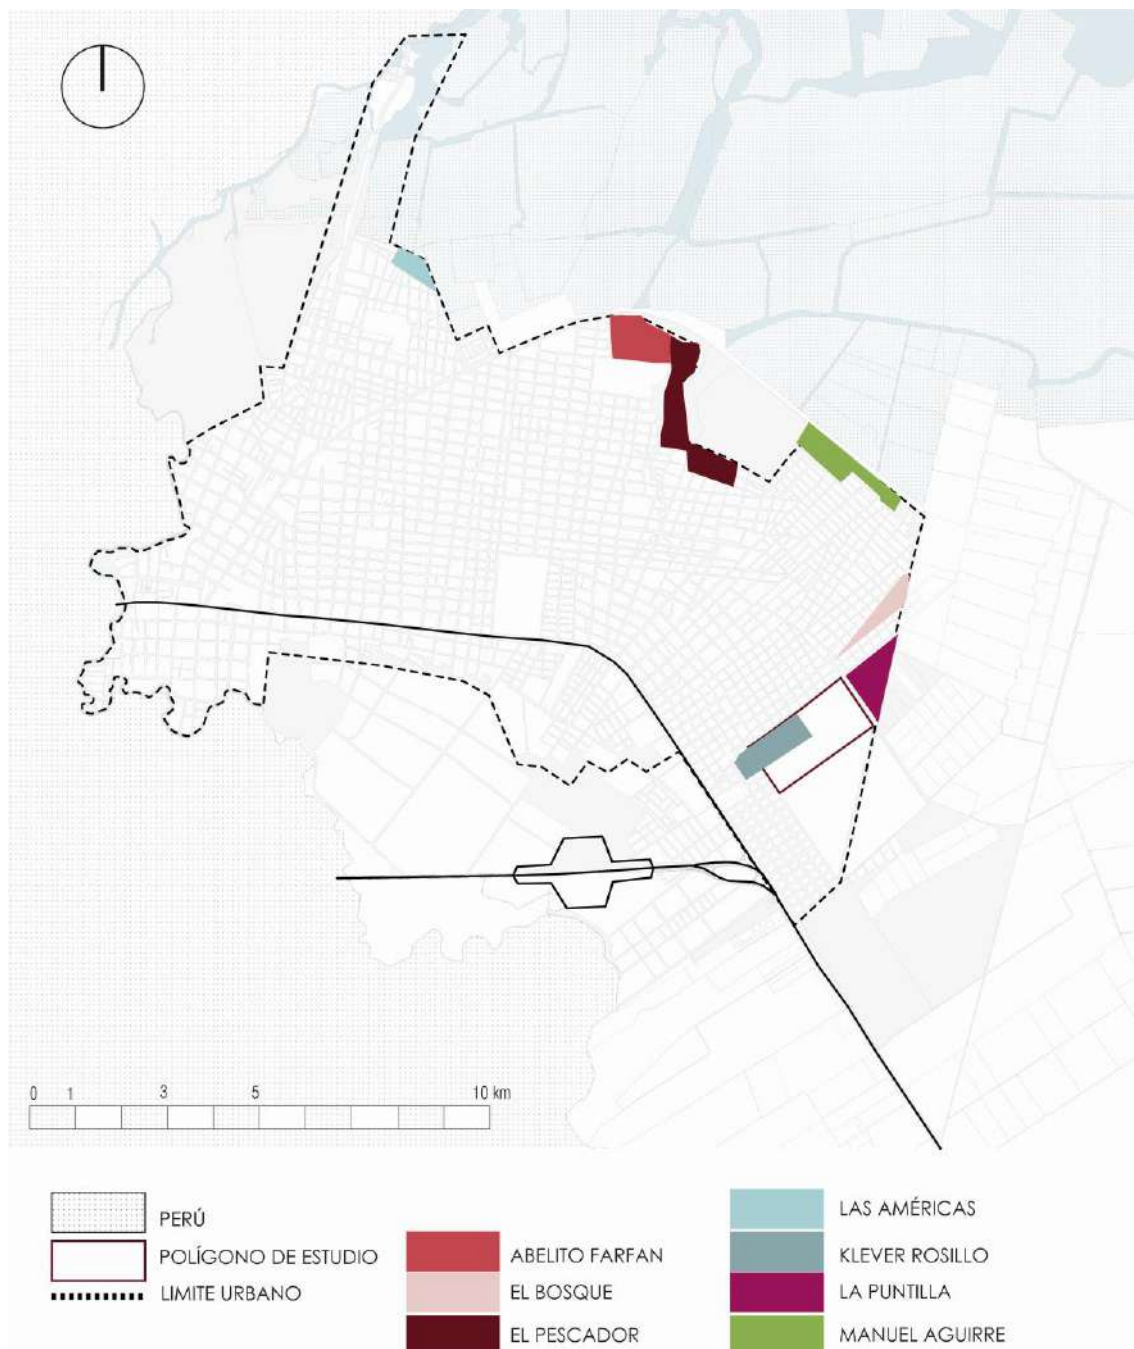 0 1 3 5 10 km
PERÚ
POLÍGONO DE ESTUDIO
LIMITE URBANO
ABELITO FARFAN
EL BOSQUE
EL PESCADOR
LAS AMÉRICAS
KLEVER ROSILLO
LA PUNTILLA
MANUEL AGUIRRE